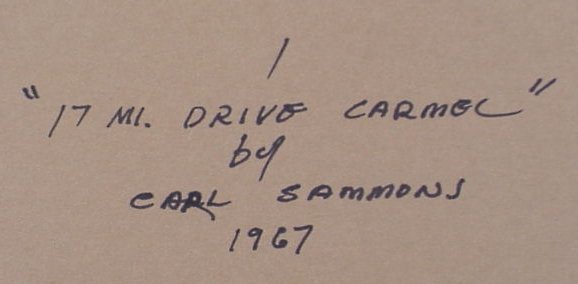 /
"17 MI. DRIVE CARMEL"
by
CARL SAMMONS
1967